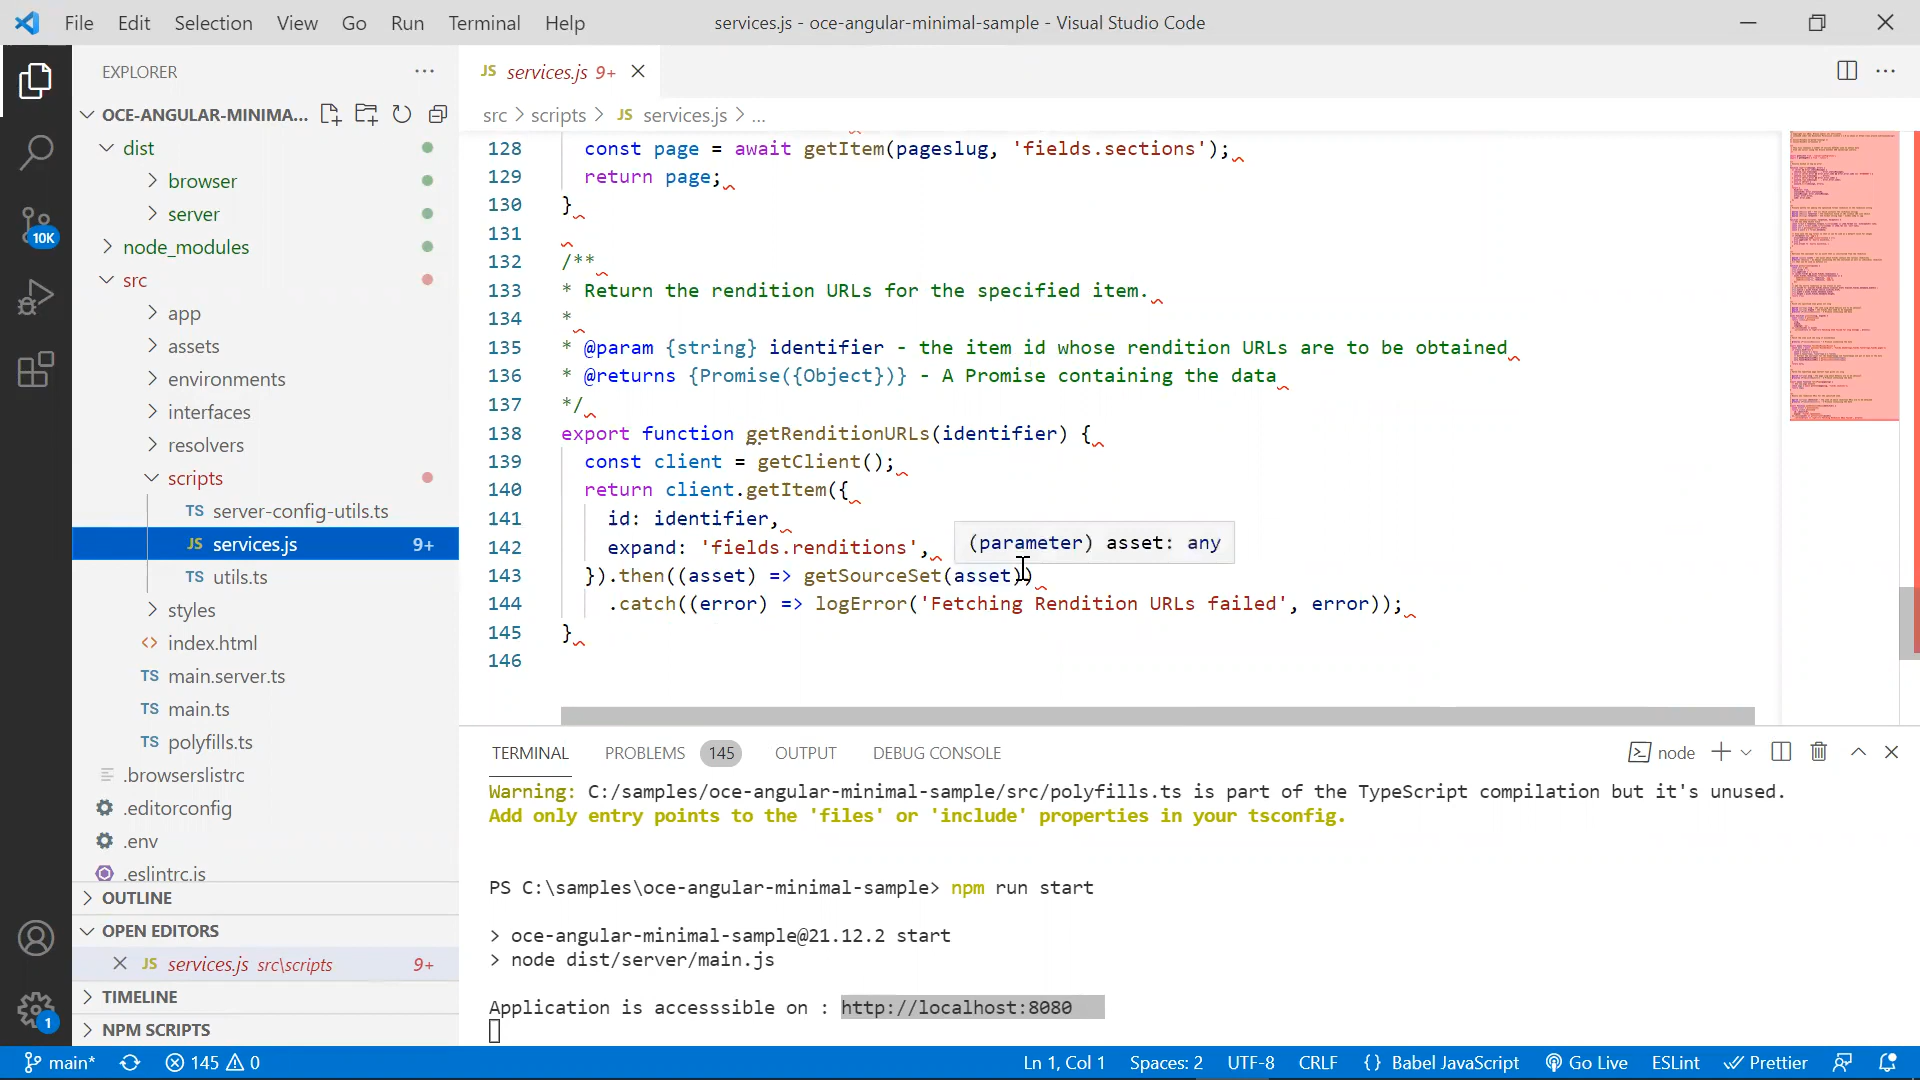 File Edit Selection View Go Run Terminal Help
services.js - oce-angular-minimal-sample - Visual Studio Code
EXPLORER
OCE-ANGULAR-MINIMA...
dist
browser
server
node_modules
src
app
assets
environments
interfaces
resolvers
scripts
TS server-config-utils.ts
JS services.js 9+
TS utils.ts
styles
<> index.html
TS main.server.ts
TS main.ts
TS polyfills.ts
.browserslistrc
.editorconfig
.env
.eslintrc.js
OUTLINE
OPEN EDITORS
JS services.js src\scripts 9+
TIMELINE
NPM SCRIPTS
10K
1
JS services.js 9+
src > scripts > JS services.js > ...
128 const page = await getItem(pageslug, 'fields.sections');
129 return page;
130 }
131
132 /**
133 * Return the rendition URLs for the specified item.
134 *
135 * @param {string} identifier - the item id whose rendition URLs are to be obtained
136 * @returns {Promise({Object})} - A Promise containing the data
137 */
138 export function getRenditionURLs(identifier) {
139 const client = getClient();
140 return client.getItem({
141 id: identifier,
142 expand: 'fields.renditions',
(parameter) asset: any
143 }).then((asset) => getSourceSet(asset))
144 .catch((error) => logError('Fetching Rendition URLs failed', error));
145 }
146
TERMINAL PROBLEMS 145 OUTPUT DEBUG CONSOLE node
Warning: C:/samples/oce-angular-minimal-sample/src/polyfills.ts is part of the TypeScript compilation but it's unused.
Add only entry points to the 'files' or 'include' properties in your tsconfig.
PS C:\samples\oce-angular-minimal-sample> npm run start
> oce-angular-minimal-sample@21.12.2 start
> node dist/server/main.js
Application is accesssible on : http://localhost:8080
main* 145 0 Ln 1, Col 1 Spaces: 2 UTF-8 CRLF {} Babel JavaScript Go Live ESLint Prettier